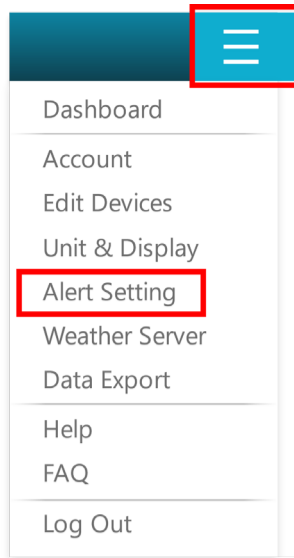 Dashboard
Account
Edit Devices
Unit & Display
Alert Setting
Weather Server
Data Export
Help
FAQ
Log Out